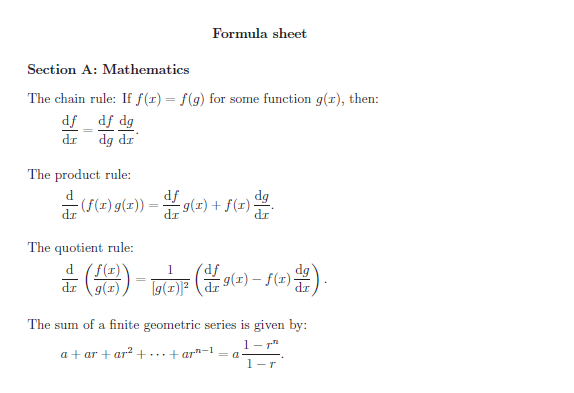 Formula sheet
Section A: Mathematics
The chain rule: If f(x) = f(g) for some function g(x), then:
df/dx = df/dg dg/dx.
The product rule:
d/dx (f(x) g(x)) = df/dx g(x) + f(x) dg/dx.
The quotient rule:
d/dx (f(x)/g(x)) = 1/[g(x)]² (df/dx g(x) − f(x) dg/dx).
The sum of a finite geometric series is given by:
a + ar + ar² + ··· + arⁿ⁻¹ = a (1 − rⁿ)/(1 − r).